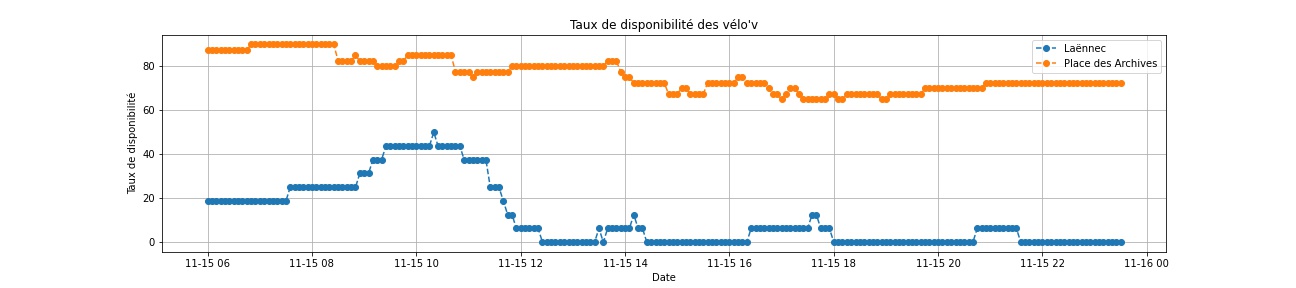 Taux de disponibilité des vélo'v
Laënnec
Place des Archives
Taux de disponibilité
80
60
40
20
0
11-15 06 11-15 08 11-15 10 11-15 12 11-15 14 11-15 16 11-15 18 11-15 20 11-15 22 11-16 00
Date